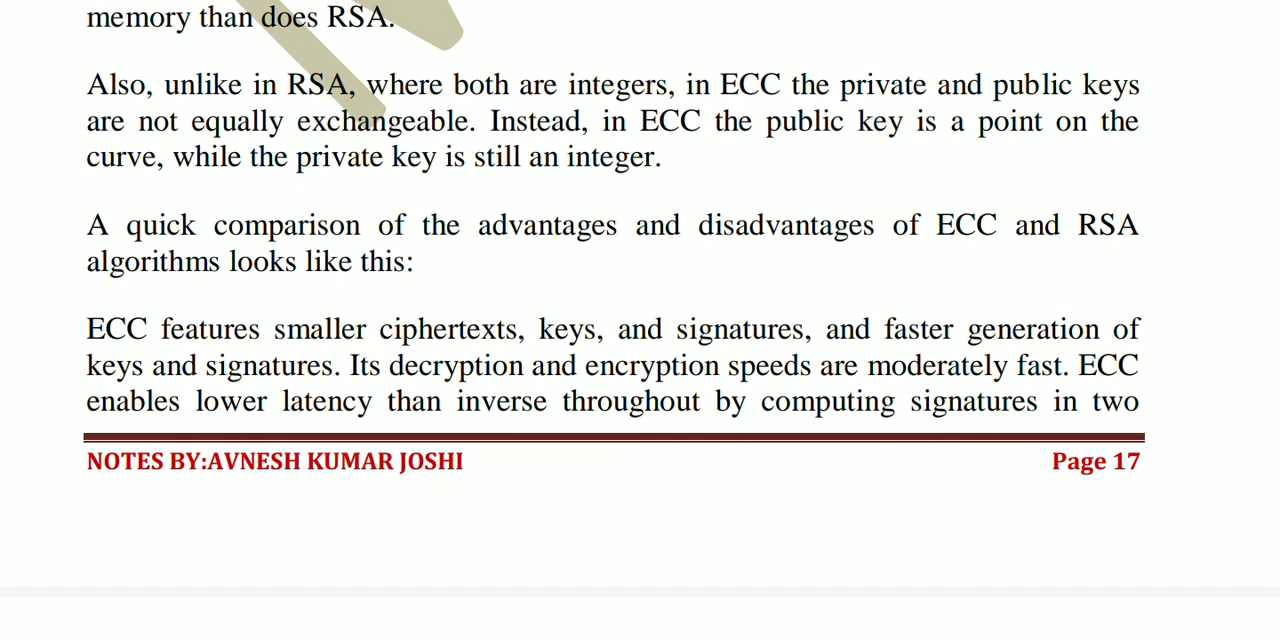 memory than does RSA.
Also, unlike in RSA, where both are integers, in ECC the private and public keys
are not equally exchangeable. Instead, in ECC the public key is a point on the
curve, while the private key is still an integer.
A quick comparison of the advantages and disadvantages of ECC and RSA
algorithms looks like this:
ECC features smaller ciphertexts, keys, and signatures, and faster generation of
keys and signatures. Its decryption and encryption speeds are moderately fast. ECC
enables lower latency than inverse throughout by computing signatures in two
NOTES BY:AVNESH KUMAR JOSHI Page 17